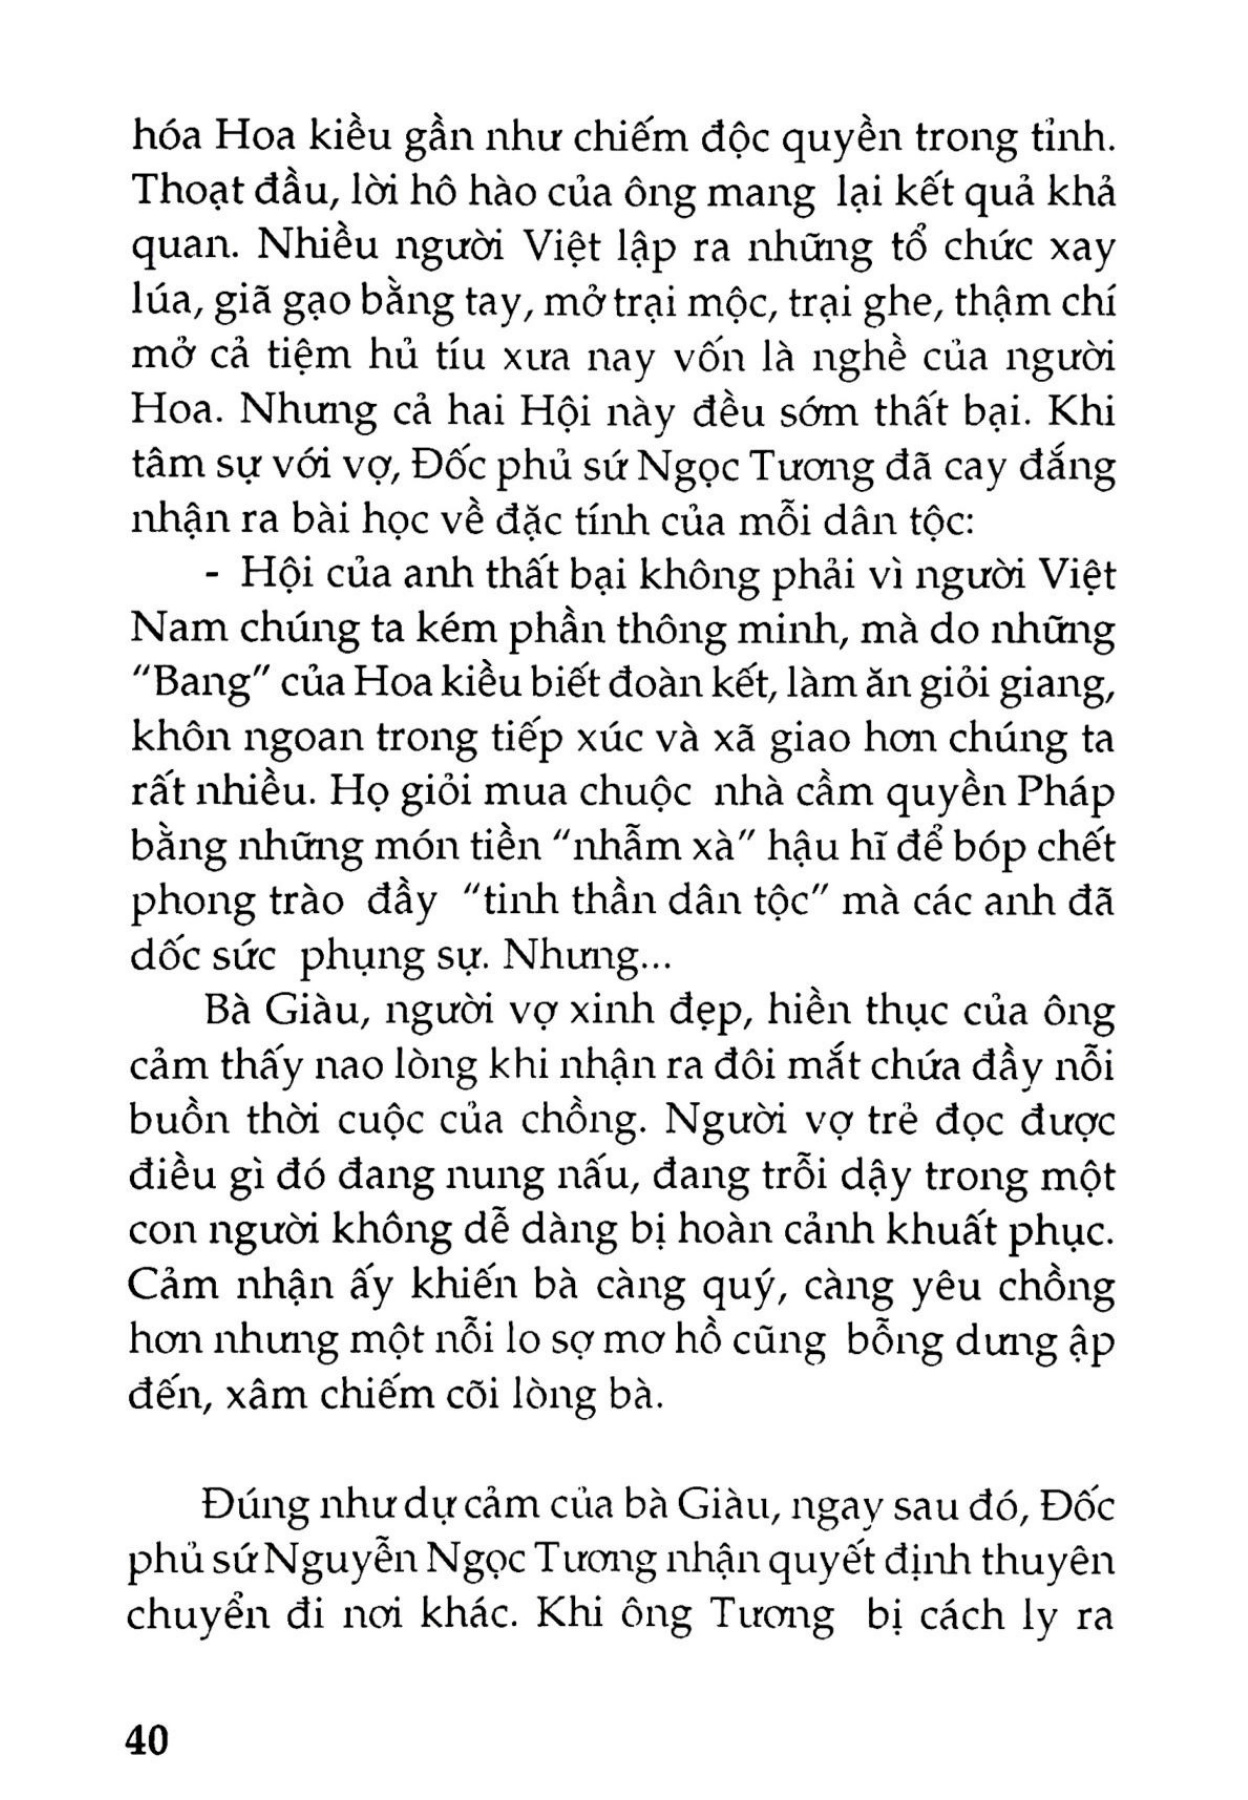 hóa Hoa kiều gần như chiếm độc quyền trong tỉnh.
Thoạt đầu, lời hô hào của ông mang lại kết quả khả
quan. Nhiều người Việt lập ra những tổ chức xay
lúa, giã gạo bằng tay, mở trại mộc, trại ghe, thậm chí
mở cả tiệm hủ tíu xưa nay vốn là nghề của người
Hoa. Nhưng cả hai Hội này đều sớm thất bại. Khi
tâm sự với vợ, Đốc phủ sứ Ngọc Tương đã cay đắng
nhận ra bài học về đặc tính của mỗi dân tộc:
- Hội của anh thất bại không phải vì người Việt
Nam chúng ta kém phần thông minh, mà do những
"Bang" của Hoa kiều biết đoàn kết, làm ăn giỏi giang,
khôn ngoan trong tiếp xúc và xã giao hơn chúng ta
rất nhiều. Họ giỏi mua chuộc nhà cầm quyền Pháp
bằng những món tiền "nhẫm xà" hậu hĩ để bóp chết
phong trào đầy "tinh thần dân tộc" mà các anh đã
dốc sức phụng sự. Nhưng...
Bà Giàu, người vợ xinh đẹp, hiền thục của ông
cảm thấy nao lòng khi nhận ra đôi mắt chứa đầy nỗi
buồn thời cuộc của chồng. Người vợ trẻ đọc được
điều gì đó đang nung nấu, đang trỗi dậy trong một
con người không dễ dàng bị hoàn cảnh khuất phục.
Cảm nhận ấy khiến bà càng quý, càng yêu chồng
hơn nhưng một nỗi lo sợ mơ hồ cũng bỗng dưng ập
đến, xâm chiếm cõi lòng bà.
Đúng như dự cảm của bà Giàu, ngay sau đó, Đốc
phủ sứ Nguyễn Ngọc Tương nhận quyết định thuyên
chuyển đi nơi khác. Khi ông Tương bị cách ly ra
40